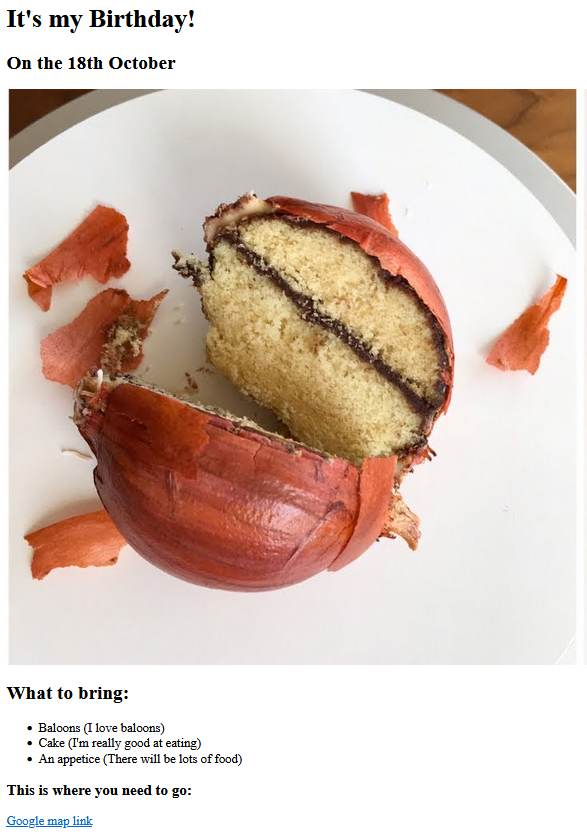 It's my Birthday!
On the 18th October
What to bring:
Baloons (I love baloons)
Cake (I'm really good at eating)
An appetice (There will be lots of food)
This is where you need to go:
Google map link